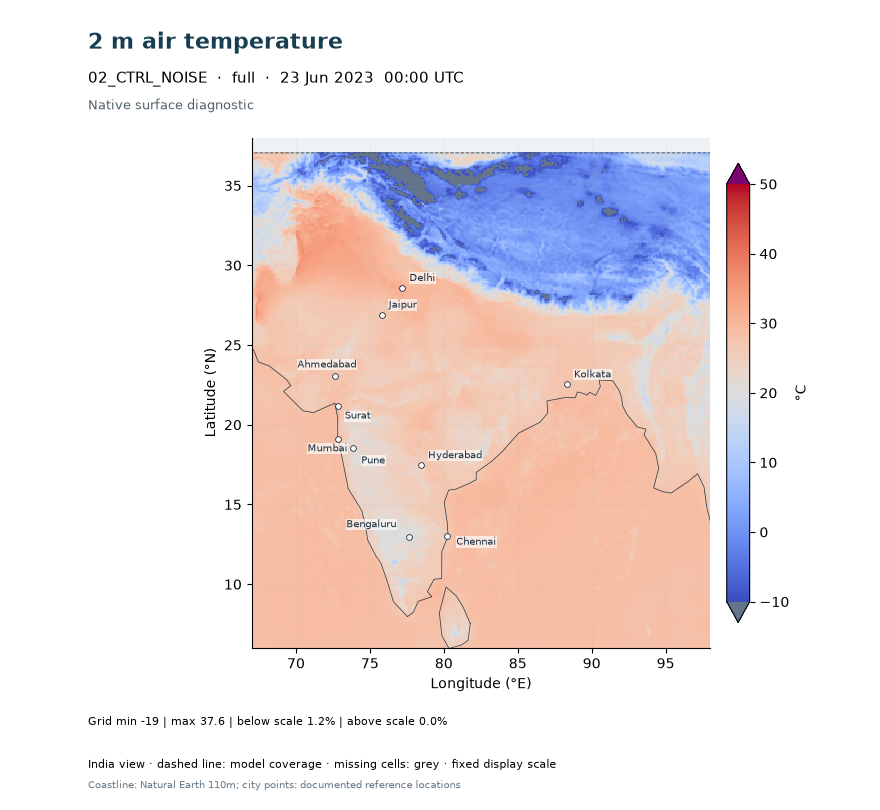 2 m air temperature
02_CTRL_NOISE · full · 23 Jun 2023 00:00 UTC
Native surface diagnostic
35
30
25
20
15
10
Latitude (°N)
Delhi
Jaipur
Ahmedabad
Kolkata
Surat
Mumbai
Pune
Hyderabad
Bengaluru
Chennai
70
75
80
85
90
95
Longitude (°E)
50
40
30
20
10
0
−10
°C
Grid min -19 | max 37.6 | below scale 1.2% | above scale 0.0%
India view · dashed line: model coverage · missing cells: grey · fixed display scale
Coastline: Natural Earth 110m; city points: documented reference locations